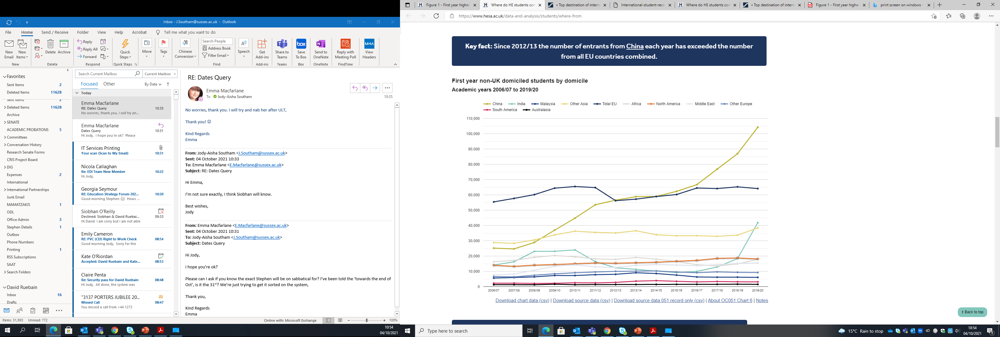 Inbox - J.Southam@sussex.ac.uk - Outlook
File Home Send / Receive Folder View Help Acrobat Tell me what you want to do
New Email
New Items
Delete
Archive
Reply
Reply All
Forward
Quick Steps
Move
Tags
Chinese Conversion
Search People
Address Book
Filter Email
Speech
Get Add-ins
Share to Teams
Save To Box
Send to OneNote
Reply with Meeting Poll
View Headers
New Delete Respond Quick Steps Find Add-ins Teams Box OneNote FindTime
Favorites
Sent Items 2
Deleted Items 11628
Sent Items 2
Deleted Items 11628
Archive
SENATE
ACADEMIC PROBATIONS 5
Committees
Conversation History
Research Senate Forms
CRIS Project Board
DIG
Expenses 2
International
International Partnerships
Junk Email
MAMATZAKIS 1
ODL
Office Admin 3
Stephen Details 1
Outbox
Phone Numbers
Printing 1
RSS Subscriptions
SAAT
Search Folders
David Ruebain
Inbox 16
Drafts
Items: 31,893 Unread: 772
Search Current Mailbox Current Mailbox
Focused Other By Date
Today
Emma Macfarlane
RE: Dates Query 10:35
No worries, thank you. I will try an...
Emma Macfarlane
Dates Query 10:31
Hi Jody, I hope you're ok? Please
IT Services Printing
Your scan (Scan to My Email) 10:31
Nicola Callaghan
Re: EDI Team New Member 10:22
Hi Jody,
Georgia Seymour
RE: Education Strategy Forum 202... 10:20
Good morning Stephen ☺ Hows ...
Siobhan O'Reilly
Declined: Siobhan & David Ruebai... 09:33
Hi David I am sorry but I am not able
Emily Cameron
RE: PVC (CEI) Right to Work Check 08:54
Good morning Jody, Sorry for the
Kate O'Riordan
Accepted: David Ruebain and Kate... 08:53
Claire Penta
Re: Security pass for David Ruebain 08:48
Hi Jody, All done, the system was
"3137 PORTERS JUBILEE 20...
Missed Call 08:47
You missed a call from +44 1273
RE: Dates Query
Emma Macfarlane
To Jody-Aisha Southam
10:35
No worries, thank you. I will try and nab her after ULT,
Thank you! ☺
Kind Regards
Emma
From: Jody-Aisha Southam <J.Southam@sussex.ac.uk>
Sent: 04 October 2021 10:33
To: Emma Macfarlane <E.Macfarlane@sussex.ac.uk>
Subject: RE: Dates Query
Hi Emma,
I'm not sure exactly, I think Siobhan will know.
Best wishes,
Jody
From: Emma Macfarlane <E.Macfarlane@sussex.ac.uk>
Sent: 04 October 2021 10:31
To: Jody-Aisha Southam <J.Southam@sussex.ac.uk>
Subject: Dates Query
Hi Jody,
I hope you're ok?
Please can I ask if you know the exact Stephen will be on sabbatical for? I've been told the 'towards the end of
Oct', is it the 31st? We're just trying to get it sorted on the system,
Thank you,
Kind Regards
Emma
Online with: Microsoft Exchange 100%
10:54
04/10/2021
Figure 1 - First year higher
Where do HE students con
• Top destination of interna
International-student-recru
Where do HE students con
• Top destination of interna
Figure 1 - First year higher
print screen on windows -
https://www.hesa.ac.uk/data-and-analysis/students/where-from
Key fact: Since 2012/13 the number of entrants from China each year has exceeded the number
from all EU countries combined.
First year non-UK domiciled students by domicile
Academic years 2006/07 to 2019/20
China India Malaysia Other Asia Total EU Africa North America Middle East Other Europe
South America Australasia
110,000
100,000
90,000
80,000
70,000
60,000
50,000
40,000
30,000
20,000
10,000
0
2006/07 2007/08 2008/09 2009/10 2010/11 2011/12 2012/13 2013/14 2014/15 2015/16 2016/17 2017/18 2018/19 2019/20
Download chart data (csv) | Download source data (csv) | Download source data 051 record only (csv) | About OC051 Chart 6 | Notes
Back to top
Type here to search
15°C Rain to stop
10:54
04/10/2021